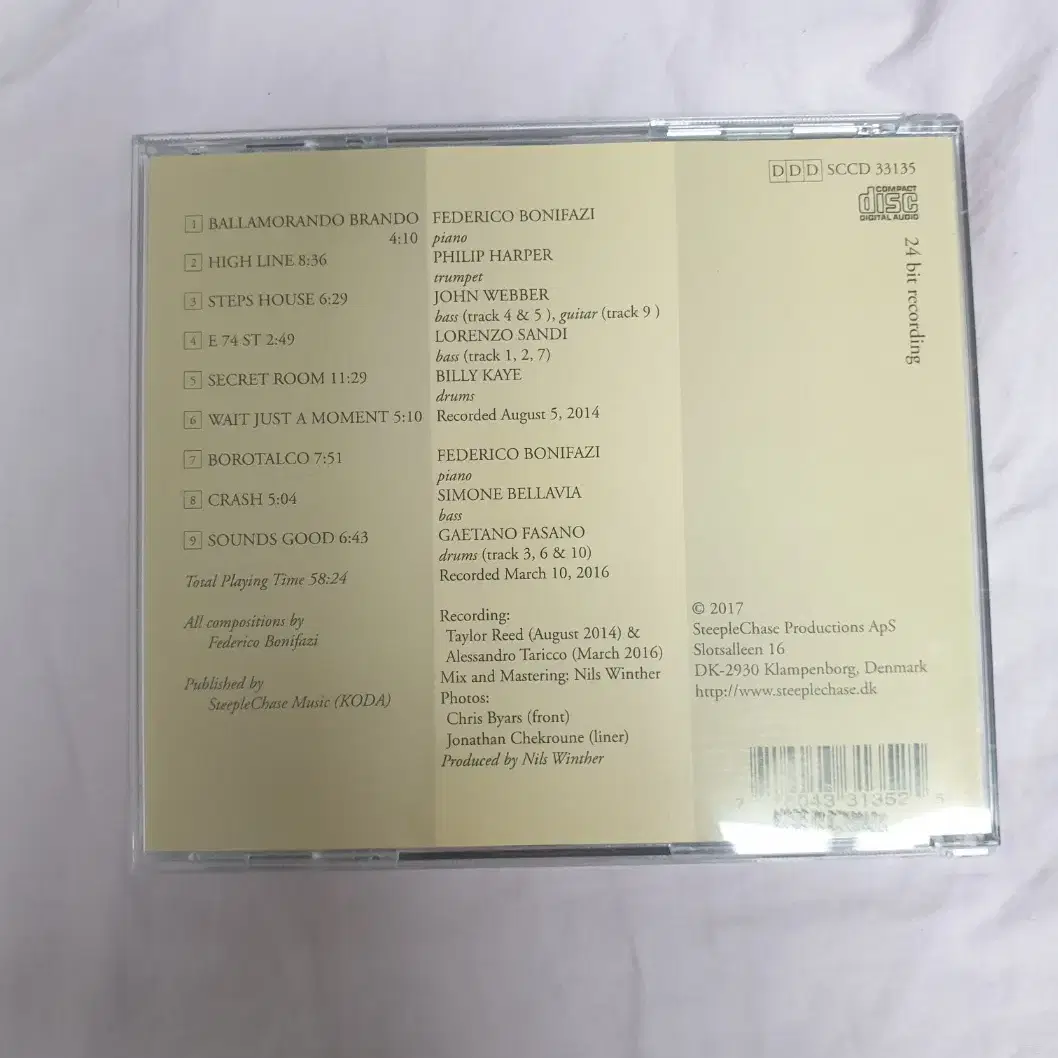 1 BALLAMORANDO BRANDO
4:10
2 HIGH LINE 8:36
3 STEPS HOUSE 6:29
4 E 74 ST 2:49
5 SECRET ROOM 11:29
6 WAIT JUST A MOMENT 5:10
7 BOROTALCO 7:51
8 CRASH 5:04
9 SOUNDS GOOD 6:43
Total Playing Time 58:24
All compositions by
Federico Bonifazi
Published by
SteepleChase Music (KODA)
FEDERICO BONIFAZI
piano
PHILIP HARPER
trumpet
JOHN WEBBER
bass (track 4 & 5 ), guitar (track 9 )
LORENZO SANDI
bass (track 1, 2, 7)
BILLY KAYE
drums
Recorded August 5, 2014
FEDERICO BONIFAZI
piano
SIMONE BELLAVIA
bass
GAETANO FASANO
drums (track 3, 6 & 10)
Recorded March 10, 2016
Recording:
Taylor Reed (August 2014) &
Alessandro Taricco (March 2016)
Mix and Mastering: Nils Winther
Photos:
Chris Byars (front)
Jonathan Chekroune (liner)
Produced by Nils Winther
DDD SCCD 33135
COMPACT
disc
DIGITAL AUDIO
24 bit recording
© 2017
SteepleChase Productions ApS
Slotsalleen 16
DK-2930 Klampenborg, Denmark
http://www.steeplechase.dk
31352 5